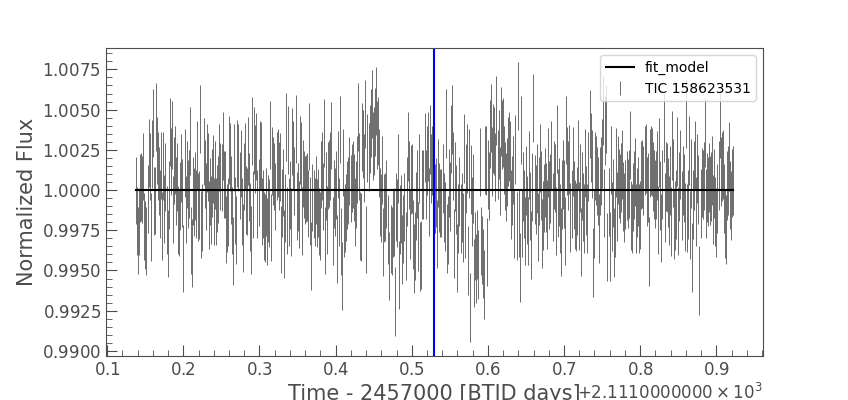 fit_model
TIC 158623531
Normalized Flux
1.0075
1.0050
1.0025
1.0000
0.9975
0.9950
0.9925
0.9900
0.1 0.2 0.3 0.4 0.5 0.6 0.7 0.8 0.9
Time - 2457000 [BTJD days]
+2.1110000000 × 10³